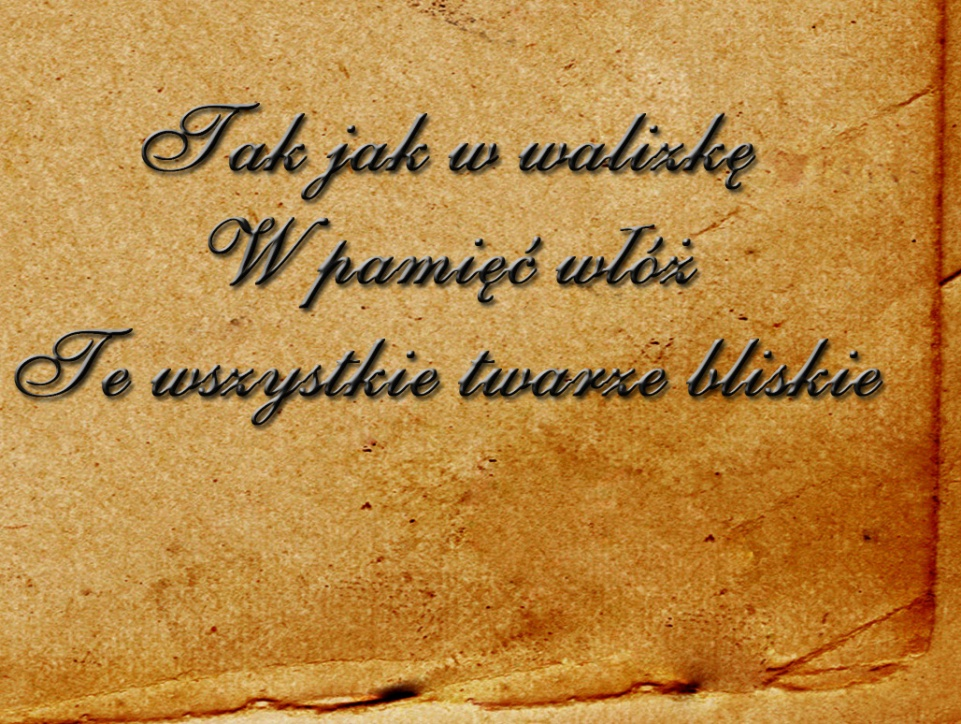 Tak jak w walizkę
W pamięć włóż
Te wszystkie twarze bliskie